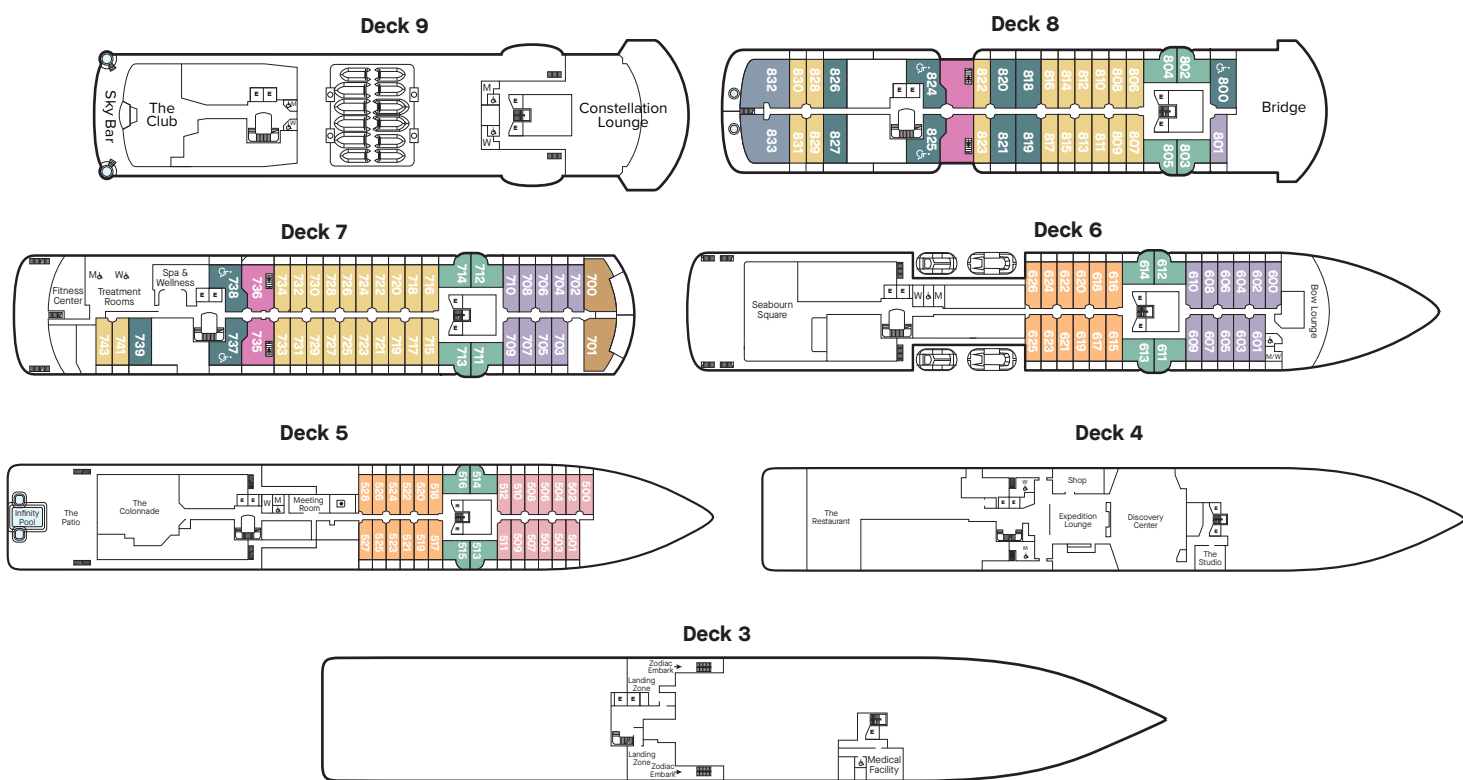 Deck 9
Sky Bar
The
Club
E E
M
W
M
W
E
E
Constellation
Lounge
Deck 8
832 830 828 826 824 822 820 818 816 814 812 810 808 806 804 802 800
E E
E
E
Bridge
833 831 829 827 825 823 821 819 817 815 813 811 809 807 805 803 801
Deck 7
M W
Spa &
Wellness
Fitness
Center
Treatment
Rooms
E E
738 736 734 732 730 728 726 724 722 720 718 716 714 712 710 708 706 704 702 700
E
E
743 741 739 737 735 733 731 729 727 725 723 721 719 717 715 713 711 709 707 705 703 701
Deck 6
Seabourn
Square
E E
W M
626 624 622 620 618 616 614 612 610 608 606 604 602 600
E
E
625 623 621 619 617 615 613 611 609 607 605 603 601
M/W
Bow Lounge
Deck 5
Infinity
Pool
The
Patio
The
Colonnade
E E
W M
Meeting
Room
528 526 524 522 520 518 516 514 512 510 508 506 504 502 500
E
E
527 525 523 521 519 517 515 513 511 509 507 505 503 501
Deck 4
The
Restaurant
W
E E
M
Shop
Expedition
Lounge
Discovery
Center
E
E
The
Studio
Deck 3
Zodiac
Embark
Landing
Zone
E E
Landing
Zone
Zodiac
Embark
E
Medical
Facility